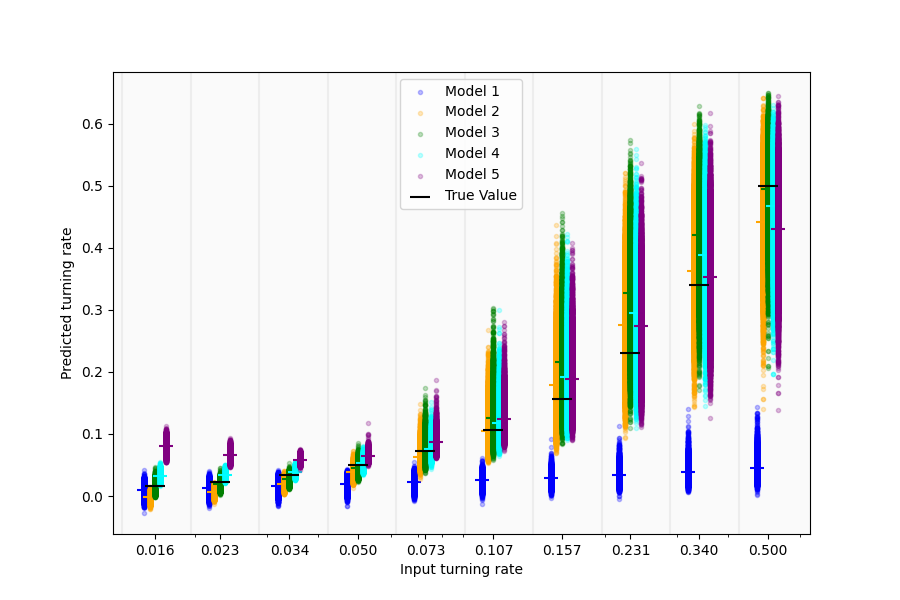 Model 1
Model 2
Model 3
Model 4
Model 5
True Value
Predicted turning rate
0.6
0.5
0.4
0.3
0.2
0.1
0.0
0.016 0.023 0.034 0.050 0.073 0.107 0.157 0.231 0.340 0.500
Input turning rate